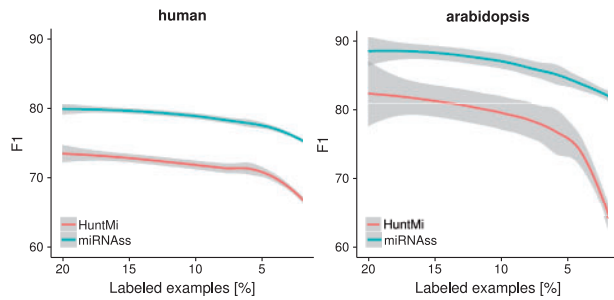 human
F1
90
80
70
60
HuntMi
miRNAss
20
15
10
5
Labeled examples [%]
arabidopsis
F1
90
80
70
60
HuntMi
miRNAss
20
15
10
5
Labeled examples [%]